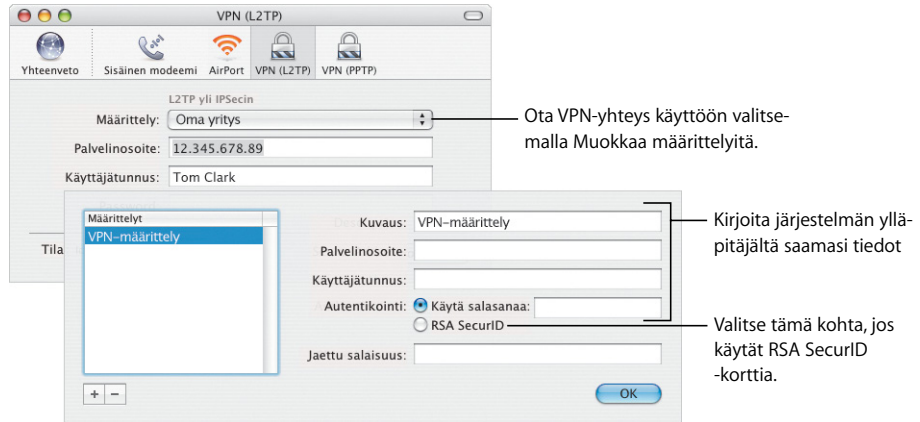 VPN (L2TP)
Yhteenveto
Sisäinen modeemi
AirPort
VPN (L2TP)
VPN (PPTP)
L2TP yli IPSecin
Määrittely: Oma yritys
Palvelinosoite: 12.345.678.89
Käyttäjätunnus: Tom Clark
Tila
Ota VPN-yhteys käyttöön valitse-
malla Muokkaa määrittelyitä.
Määrittelyt
VPN-määrittely
Kuvaus: VPN-määrittely
Palvelinosoite:
Käyttäjätunnus:
Autentikointi: Käytä salasanaa:
RSA SecurID
Jaettu salaisuus:
+ −
OK
Kirjoita järjestelmän yllä-
pitäjältä saamasi tiedot
Valitse tämä kohta, jos
käytät RSA SecurID
-korttia.